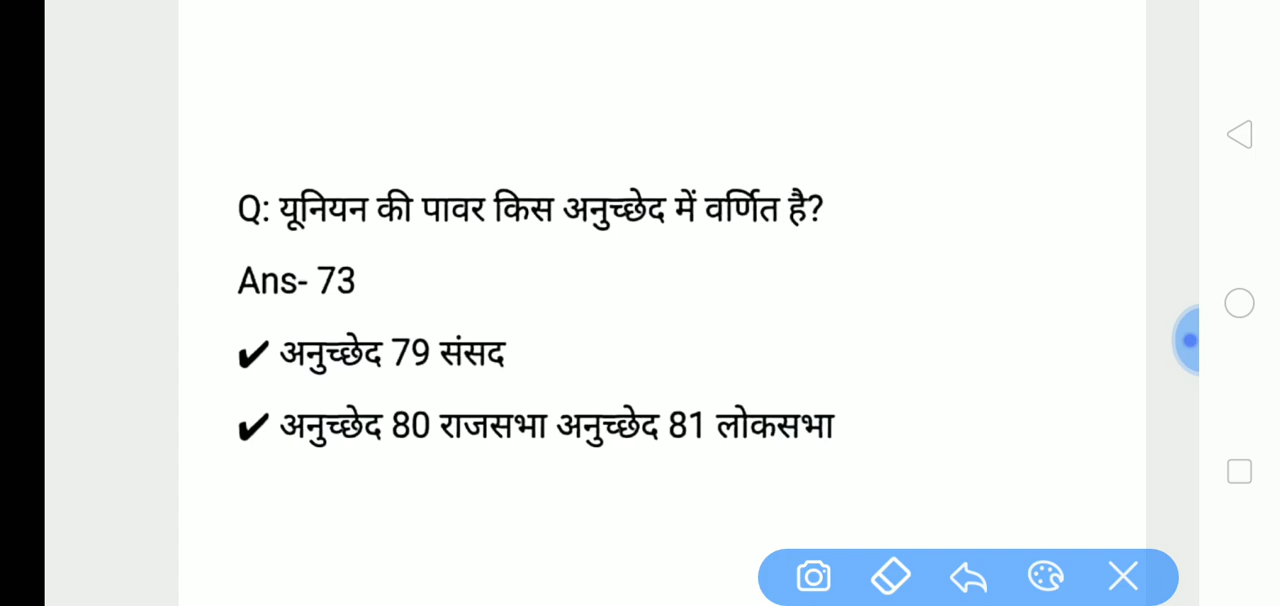 Q: यूनियन की पावर किस अनुच्छेद में वर्णित है?
Ans- 73
✔ अनुच्छेद 79 संसद
✔ अनुच्छेद 80 राजसभा अनुच्छेद 81 लोकसभा